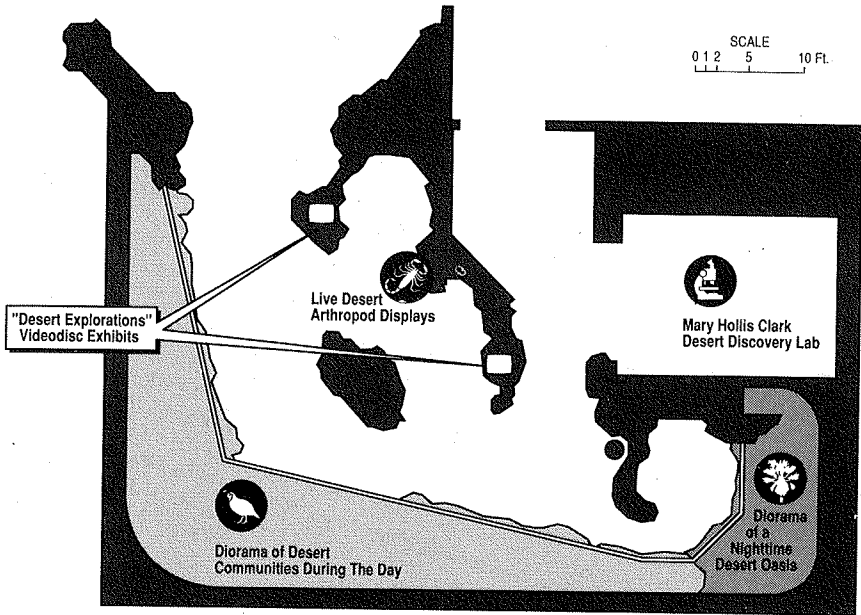 SCALE
0 1 2 5 10 Ft.
Live Desert
Arthropod Displays
"Desert Explorations"
Videodisc Exhibits
Mary Hollis Clark
Desert Discovery Lab
Diorama of Desert
Communities During The Day
Diorama
of a
Nighttime
Desert Oasis